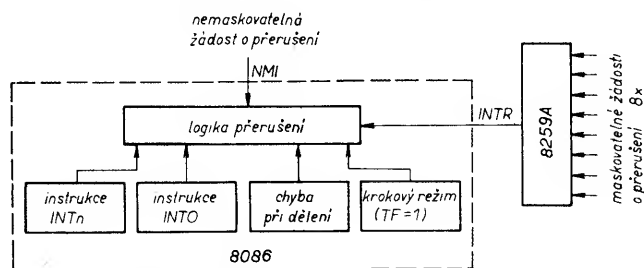 nemaskovatelná
žádost o přerušení
NMI
logika přerušení
INTR
8259A
maskovatelné žádosti 8x
o přerušení
instrukce
INTn
instrukce
INTO
chyba
při dělení
krokový režim
(TF=1)
8086